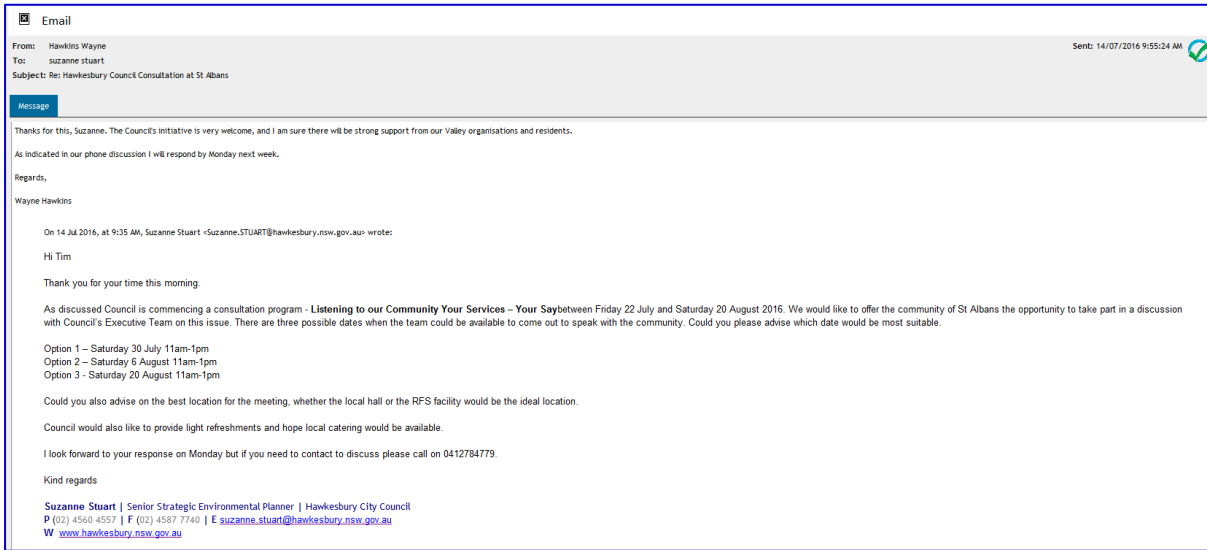 Email
From: Hawkins Wayne
Sent: 14/07/2016 9:55:24 AM
To: suzanne stuart
Subject: Re: Hawkesbury Council Consultation at St Albans
Message
Thanks for this, Suzanne. The Council's initiative is very welcome, and I am sure there will be strong support from our Valley organisations and residents.
As indicated in our phone discussion I will respond by Monday next week.
Regards,
Wayne Hawkins
On 14 Jul 2016, at 9:35 AM, Suzanne Stuart <Suzanne.STUART@hawkesbury.nsw.gov.au> wrote:
Hi Tim
Thank you for your time this morning.
As discussed Council is commencing a consultation program - Listening to our Community Your Services – Your Saybetween Friday 22 July and Saturday 20 August 2016. We would like to offer the community of St Albans the opportunity to take part in a discussion
with Council's Executive Team on this issue. There are three possible dates when the team could be available to come out to speak with the community. Could you please advise which date would be most suitable.
Option 1 – Saturday 30 July 11am-1pm
Option 2 – Saturday 6 August 11am-1pm
Option 3 - Saturday 20 August 11am-1pm
Could you also advise on the best location for the meeting, whether the local hall or the RFS facility would be the ideal location.
Council would also like to provide light refreshments and hope local catering would be available.
I look forward to your response on Monday but if you need to contact to discuss please call on 0412784779.
Kind regards
Suzanne Stuart | Senior Strategic Environmental Planner | Hawkesbury City Council
P (02) 4560 4557 | F (02) 4587 7740 | E suzanne.stuart@hawkesbury.nsw.gov.au
W www.hawkesbury.nsw.gov.au